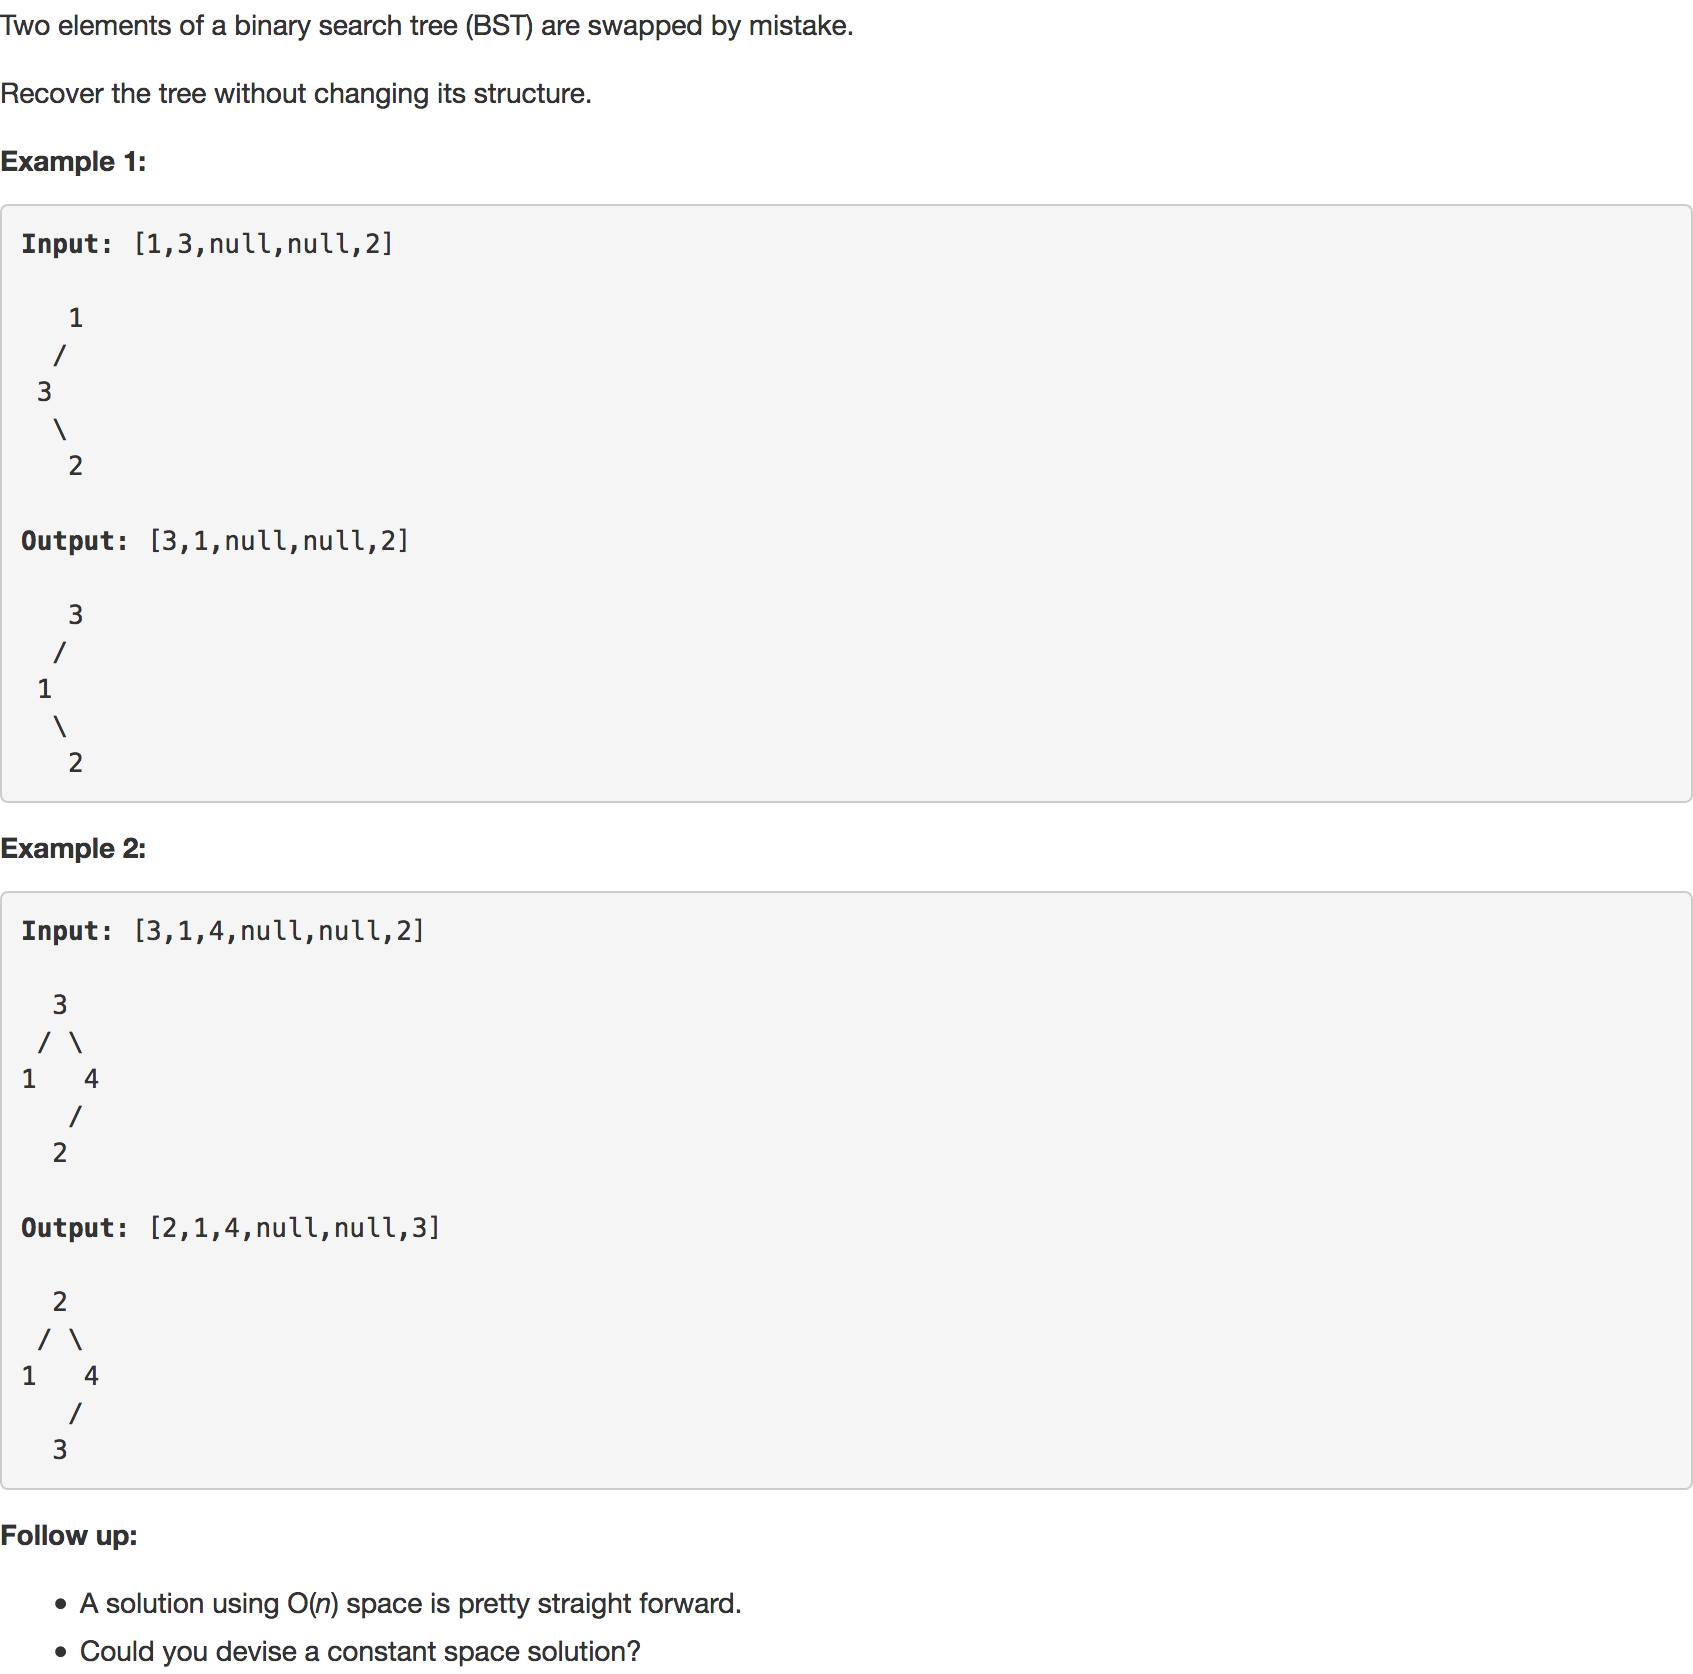 Two elements of a binary search tree (BST) are swapped by mistake.
Recover the tree without changing its structure.
Example 1:
Input: [1,3,null,null,2]
   1
  /
 3
  \
   2
Output: [3,1,null,null,2]
   3
  /
 1
  \
   2
Example 2:
Input: [3,1,4,null,null,2]
  3
 / \
1   4
   /
  2
Output: [2,1,4,null,null,3]
  2
 / \
1   4
   /
  3
Follow up:
• A solution using O(n) space is pretty straight forward.
• Could you devise a constant space solution?